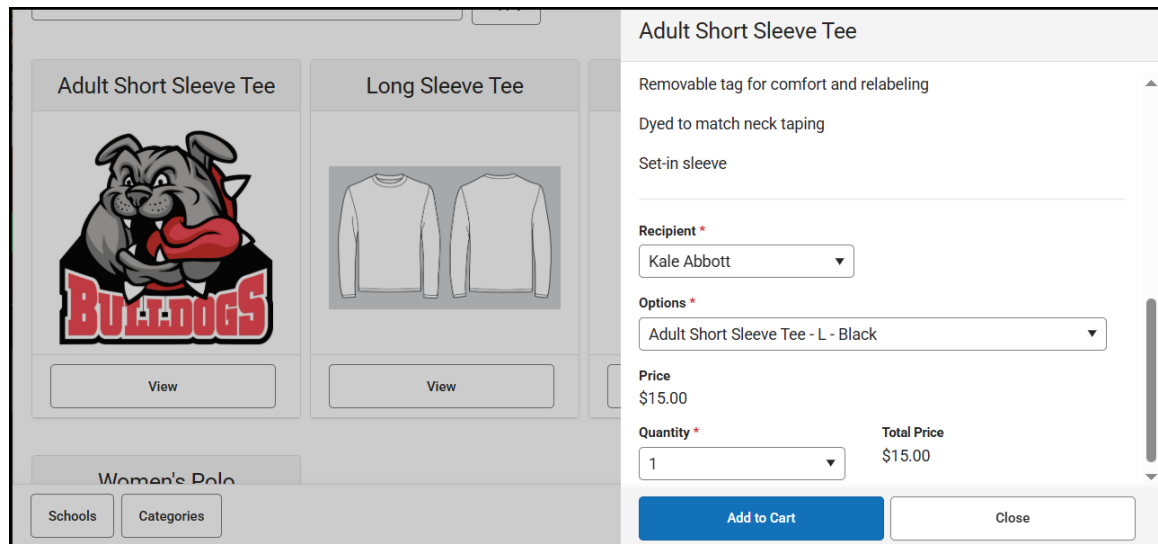 Adult Short Sleeve Tee
Long Sleeve Tee
BULLDOGS
View
View
Women's Polo
Schools
Categories
Adult Short Sleeve Tee
Removable tag for comfort and relabeling
Dyed to match neck taping
Set-in sleeve
Recipient *
Kale Abbott
Options *
Adult Short Sleeve Tee - L - Black
Price
$15.00
Quantity *
Total Price
1
$15.00
Add to Cart
Close